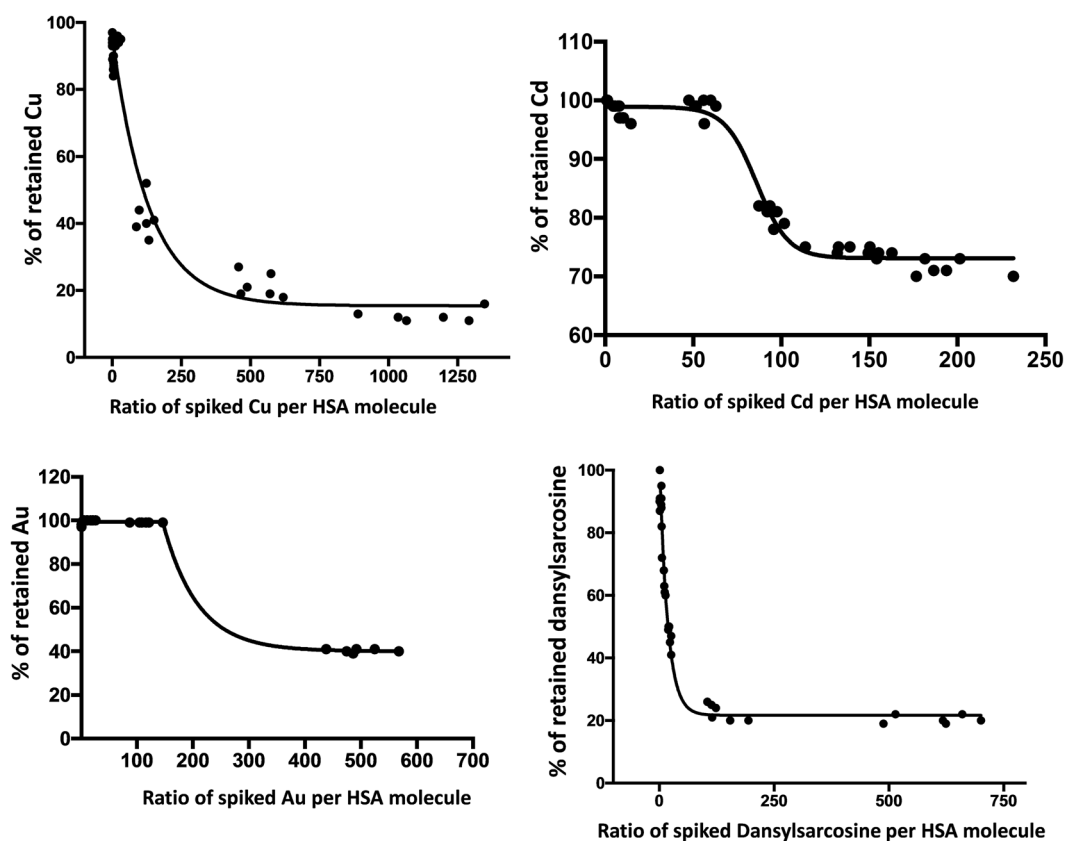 % of retained Cu
100
80
60
40
20
0
0 250 500 750 1000 1250
Ratio of spiked Cu per HSA molecule
% of retained Cd
110
100
90
80
70
60
0 50 100 150 200 250
Ratio of spiked Cd per HSA molecule
% of retained Au
120
100
80
60
40
20
0
100 200 300 400 500 600 700
Ratio of spiked Au per HSA molecule
% of retained dansylsarcosine
100
80
60
40
20
0
0 250 500 750
Ratio of spiked Dansylsarcosine per HSA molecule